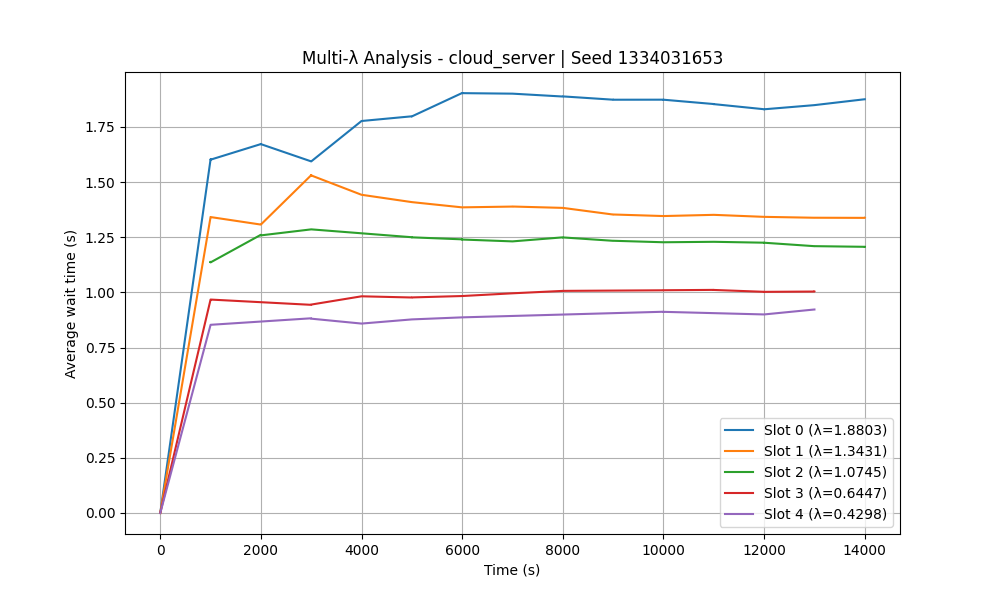 Multi-λ Analysis - cloud_server | Seed 1334031653
Average wait time (s)
1.75
1.50
1.25
1.00
0.75
0.50
0.25
0.00
Slot 0 (λ=1.8803)
Slot 1 (λ=1.3431)
Slot 2 (λ=1.0745)
Slot 3 (λ=0.6447)
Slot 4 (λ=0.4298)
0 2000 4000 6000 8000 10000 12000 14000
Time (s)